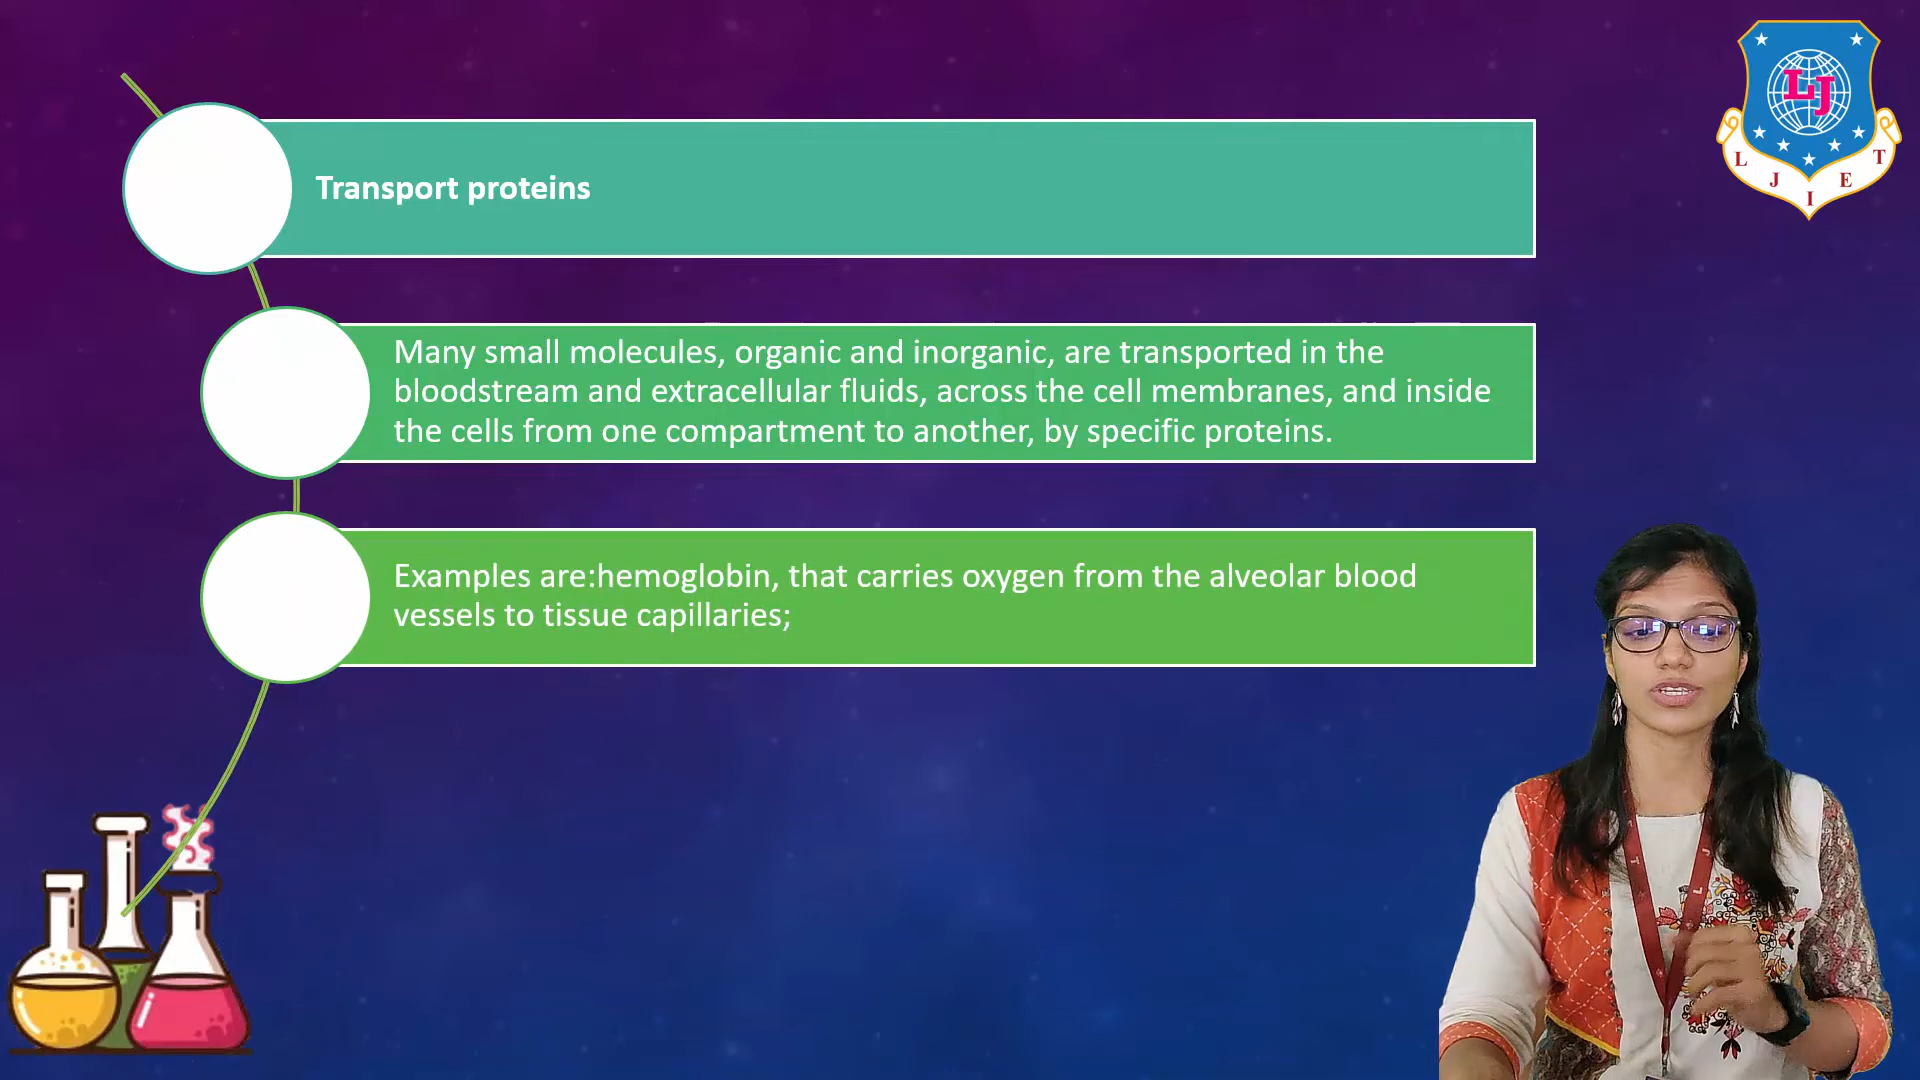 Transport proteins
Many small molecules, organic and inorganic, are transported in the
bloodstream and extracellular fluids, across the cell membranes, and inside
the cells from one compartment to another, by specific proteins.
Examples are:hemoglobin, that carries oxygen from the alveolar blood
vessels to tissue capillaries;
LJ
L J I E T